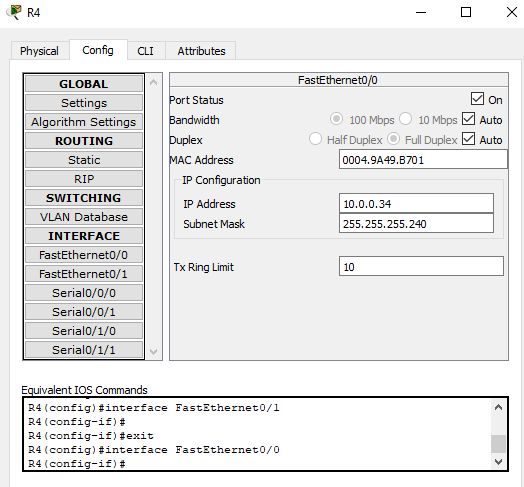 R4
Physical Config CLI Attributes
GLOBAL
Settings
Algorithm Settings
ROUTING
Static
RIP
SWITCHING
VLAN Database
INTERFACE
FastEthernet0/0
FastEthernet0/1
Serial0/0/0
Serial0/0/1
Serial0/1/0
Serial0/1/1
FastEthernet0/0
Port Status On
Bandwidth 100 Mbps 10 Mbps Auto
Duplex Half Duplex Full Duplex Auto
MAC Address 0004.9A49.B701
IP Configuration
IP Address 10.0.0.34
Subnet Mask 255.255.255.240
Tx Ring Limit 10
Equivalent IOS Commands
R4(config)#interface FastEthernet0/1
R4(config-if)#
R4(config-if)#exit
R4(config)#interface FastEthernet0/0
R4(config-if)#